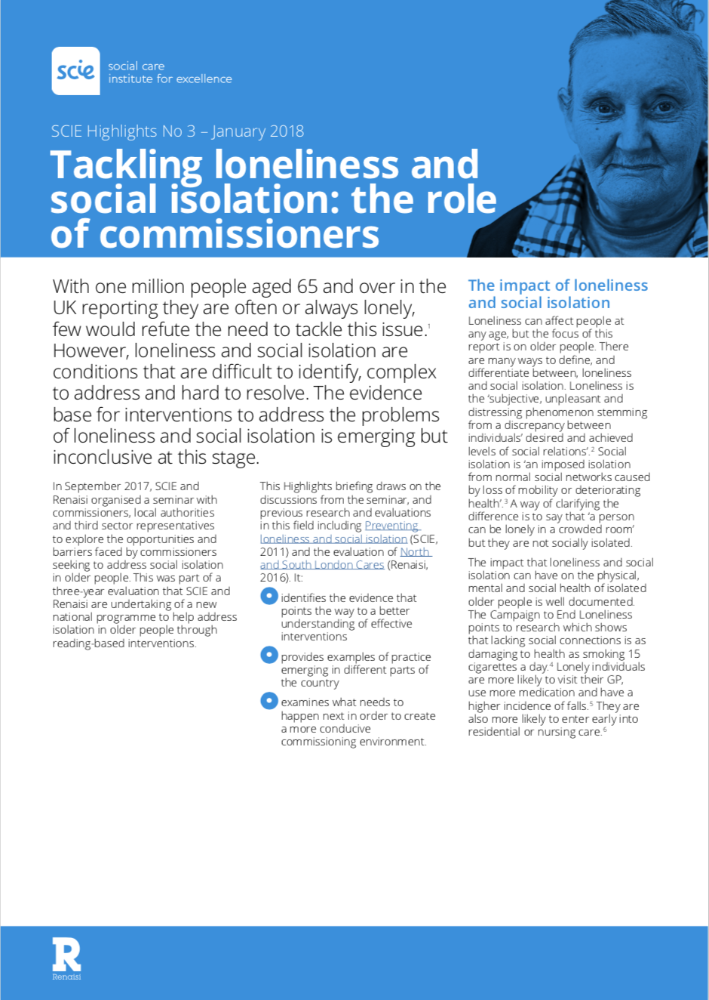 scie
social care
institute for excellence
SCIE Highlights No 3 – January 2018
Tackling loneliness and
social isolation: the role
of commissioners
With one million people aged 65 and over in the
UK reporting they are often or always lonely,
few would refute the need to tackle this issue.¹
However, loneliness and social isolation are
conditions that are difficult to identify, complex
to address and hard to resolve. The evidence
base for interventions to address the problems
of loneliness and social isolation is emerging but
inconclusive at this stage.
In September 2017, SCIE and
Renaisi organised a seminar with
commissioners, local authorities
and third sector representatives
to explore the opportunities and
barriers faced by commissioners
seeking to address social isolation
in older people. This was part of a
three-year evaluation that SCIE and
Renaisi are undertaking of a new
national programme to help address
isolation in older people through
reading-based interventions.
This Highlights briefing draws on the
discussions from the seminar, and
previous research and evaluations
in this field including Preventing
loneliness and social isolation (SCIE,
2011) and the evaluation of North
and South London Cares (Renaisi,
2016). It:
identifies the evidence that
points the way to a better
understanding of effective
interventions
provides examples of practice
emerging in different parts of
the country
examines what needs to
happen next in order to create
a more conducive
commissioning environment.
The impact of loneliness
and social isolation
Loneliness can affect people at
any age, but the focus of this
report is on older people. There
are many ways to define, and
differentiate between, loneliness
and social isolation. Loneliness is
the ‘subjective, unpleasant and
distressing phenomenon stemming
from a discrepancy between
individuals’ desired and achieved
levels of social relations’.² Social
isolation is ‘an imposed isolation
from normal social networks caused
by loss of mobility or deteriorating
health’.³ A way of clarifying the
difference is to say that ‘a person
can be lonely in a crowded room’
but they are not socially isolated.
The impact that loneliness and social
isolation can have on the physical,
mental and social health of isolated
older people is well documented.
The Campaign to End Loneliness
points to research which shows
that lacking social connections is as
damaging to health as smoking 15
cigarettes a day.⁴ Lonely individuals
are more likely to visit their GP,
use more medication and have a
higher incidence of falls.⁵ They are
also more likely to enter early into
residential or nursing care.⁶
R
Renaisi